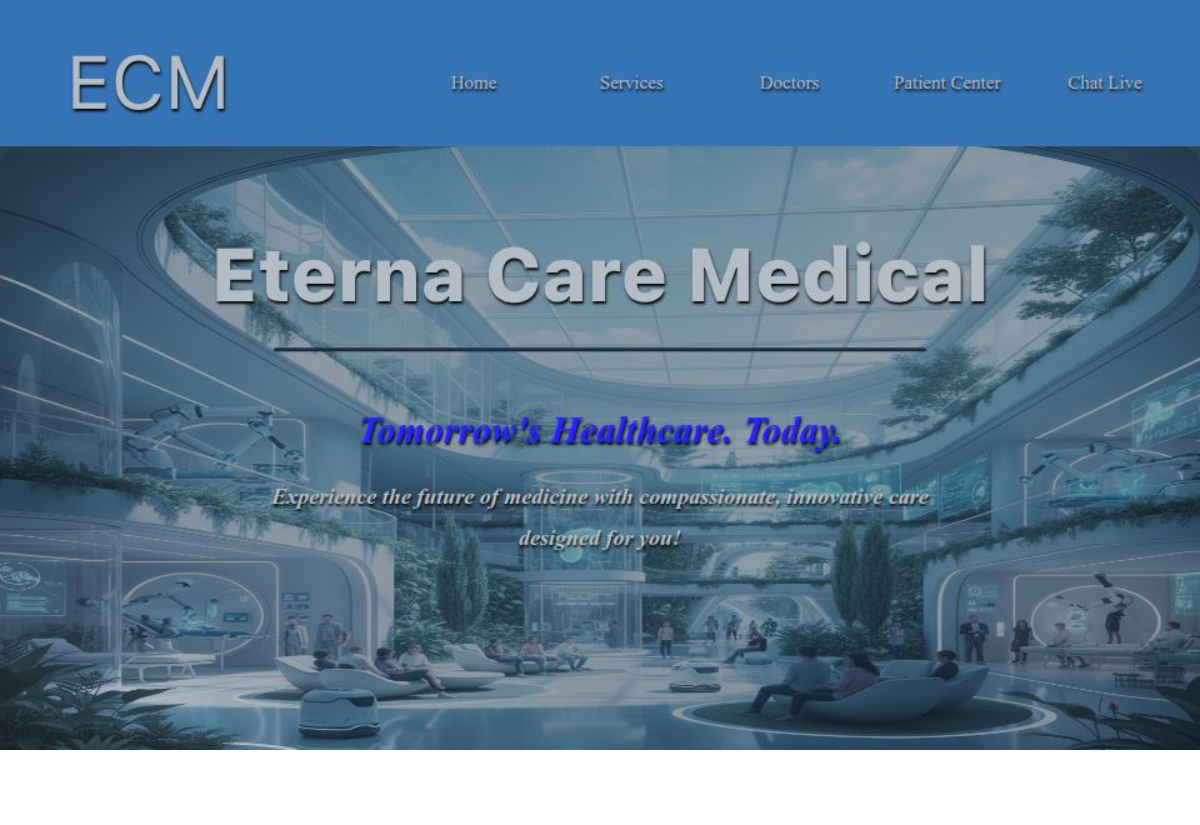 ECM
Home Services Doctors Patient Center Chat Live
Eterna Care Medical
Tomorrow's Healthcare. Today.
Experience the future of medicine with compassionate, innovative care
designed for you!